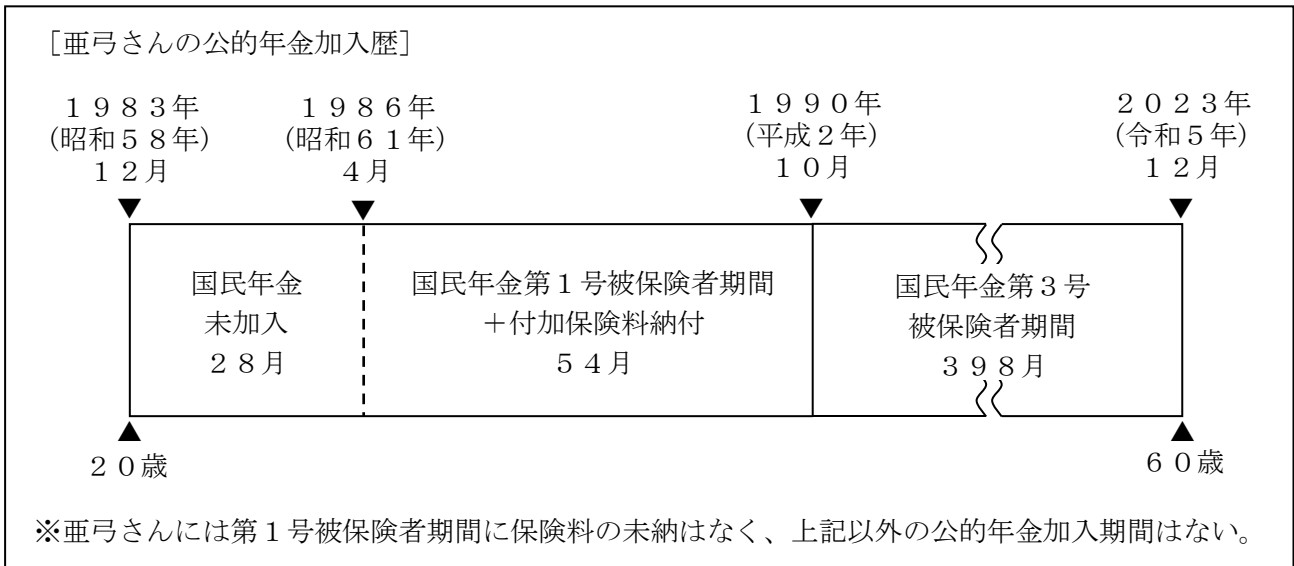 ［亜弓さんの公的年金加入歴］
１９８３年
(昭和５８年)
１２月
１９８６年
(昭和６１年)
４月
１９９０年
(平成２年)
１０月
２０２３年
(令和５年)
１２月
国民年金
未加入
２８月
国民年金第１号被保険者期間
＋付加保険料納付
５４月
国民年金第３号
被保険者期間
３９８月
２０歳
６０歳
※亜弓さんには第１号被保険者期間に保険料の未納はなく、上記以外の公的年金加入期間はない。